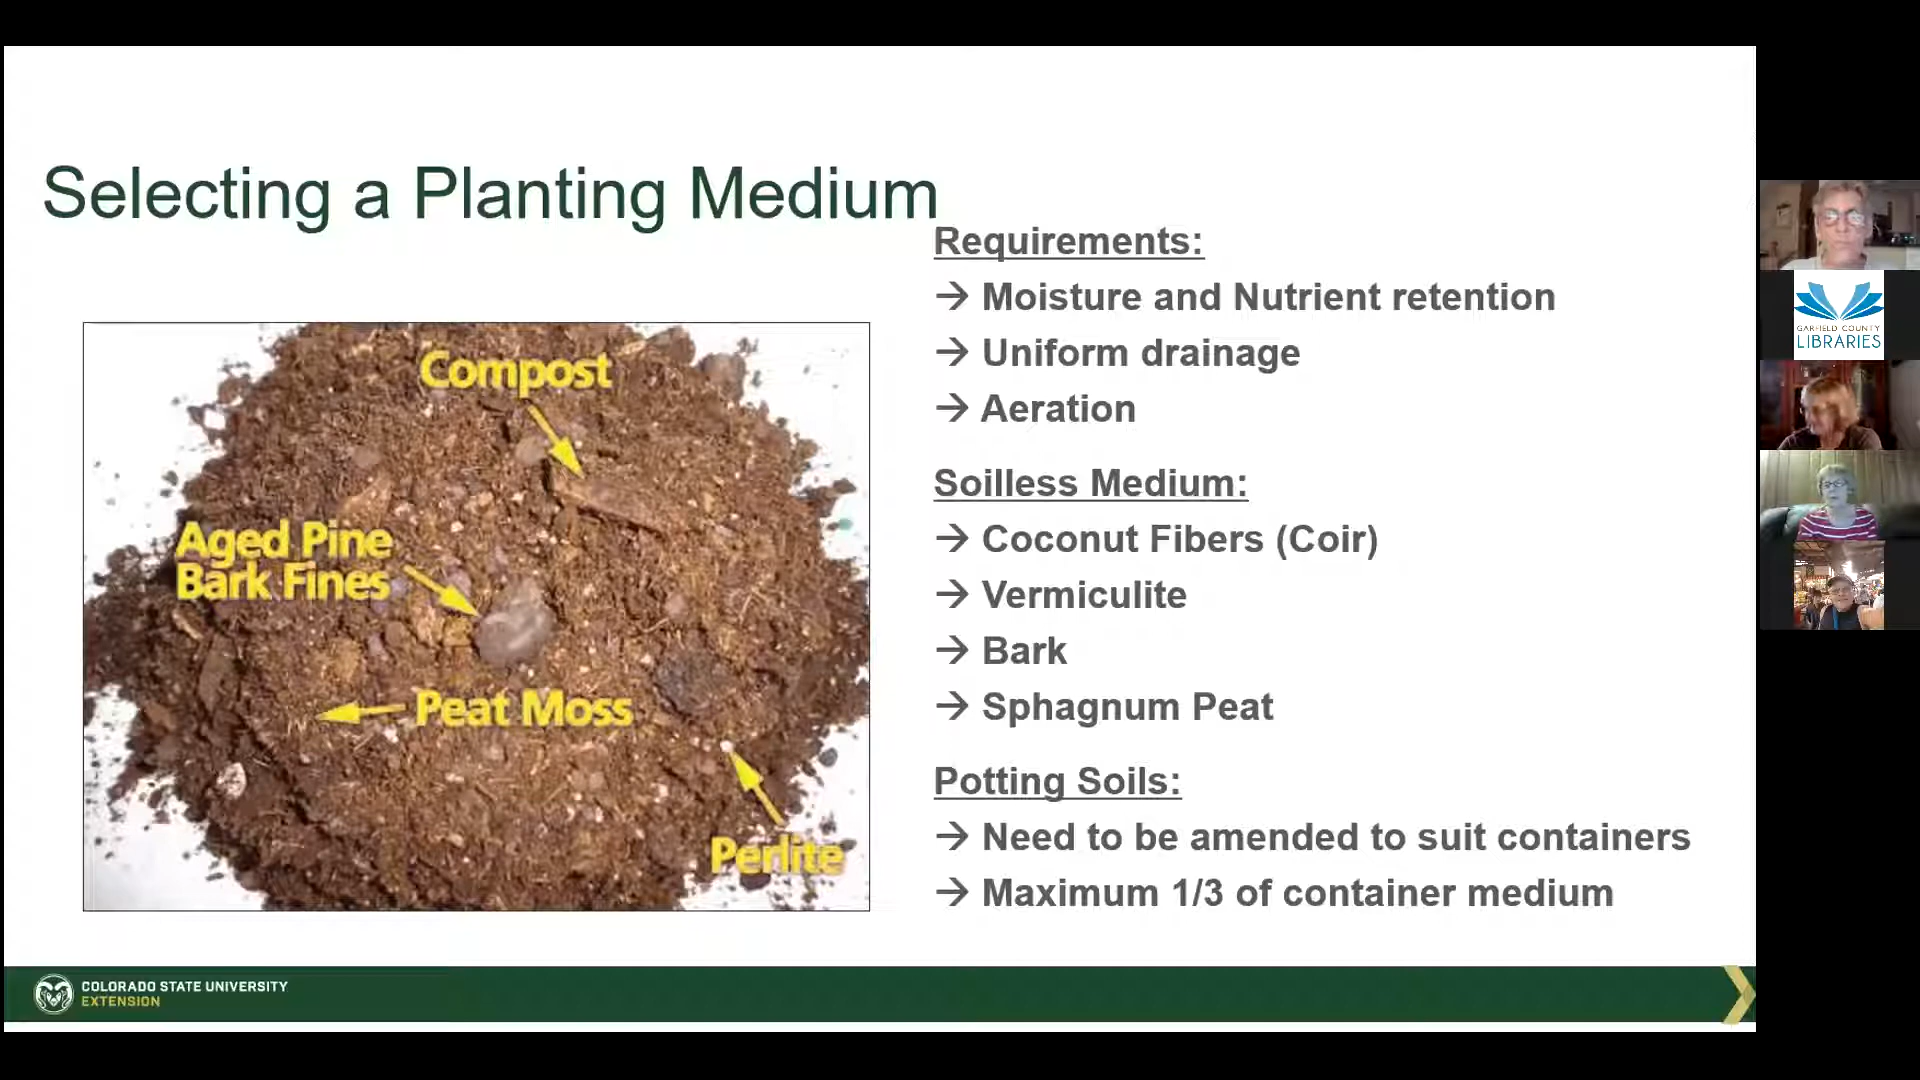 Selecting a Planting Medium
Compost
Aged Pine
Bark Fines
Peat Moss
Perlite
Requirements:
→ Moisture and Nutrient retention
→ Uniform drainage
→ Aeration
Soilless Medium:
→ Coconut Fibers (Coir)
→ Vermiculite
→ Bark
→ Sphagnum Peat
Potting Soils:
→ Need to be amended to suit containers
→ Maximum 1/3 of container medium
COLORADO STATE UNIVERSITY
EXTENSION
GARFIELD COUNTY
LIBRARIES